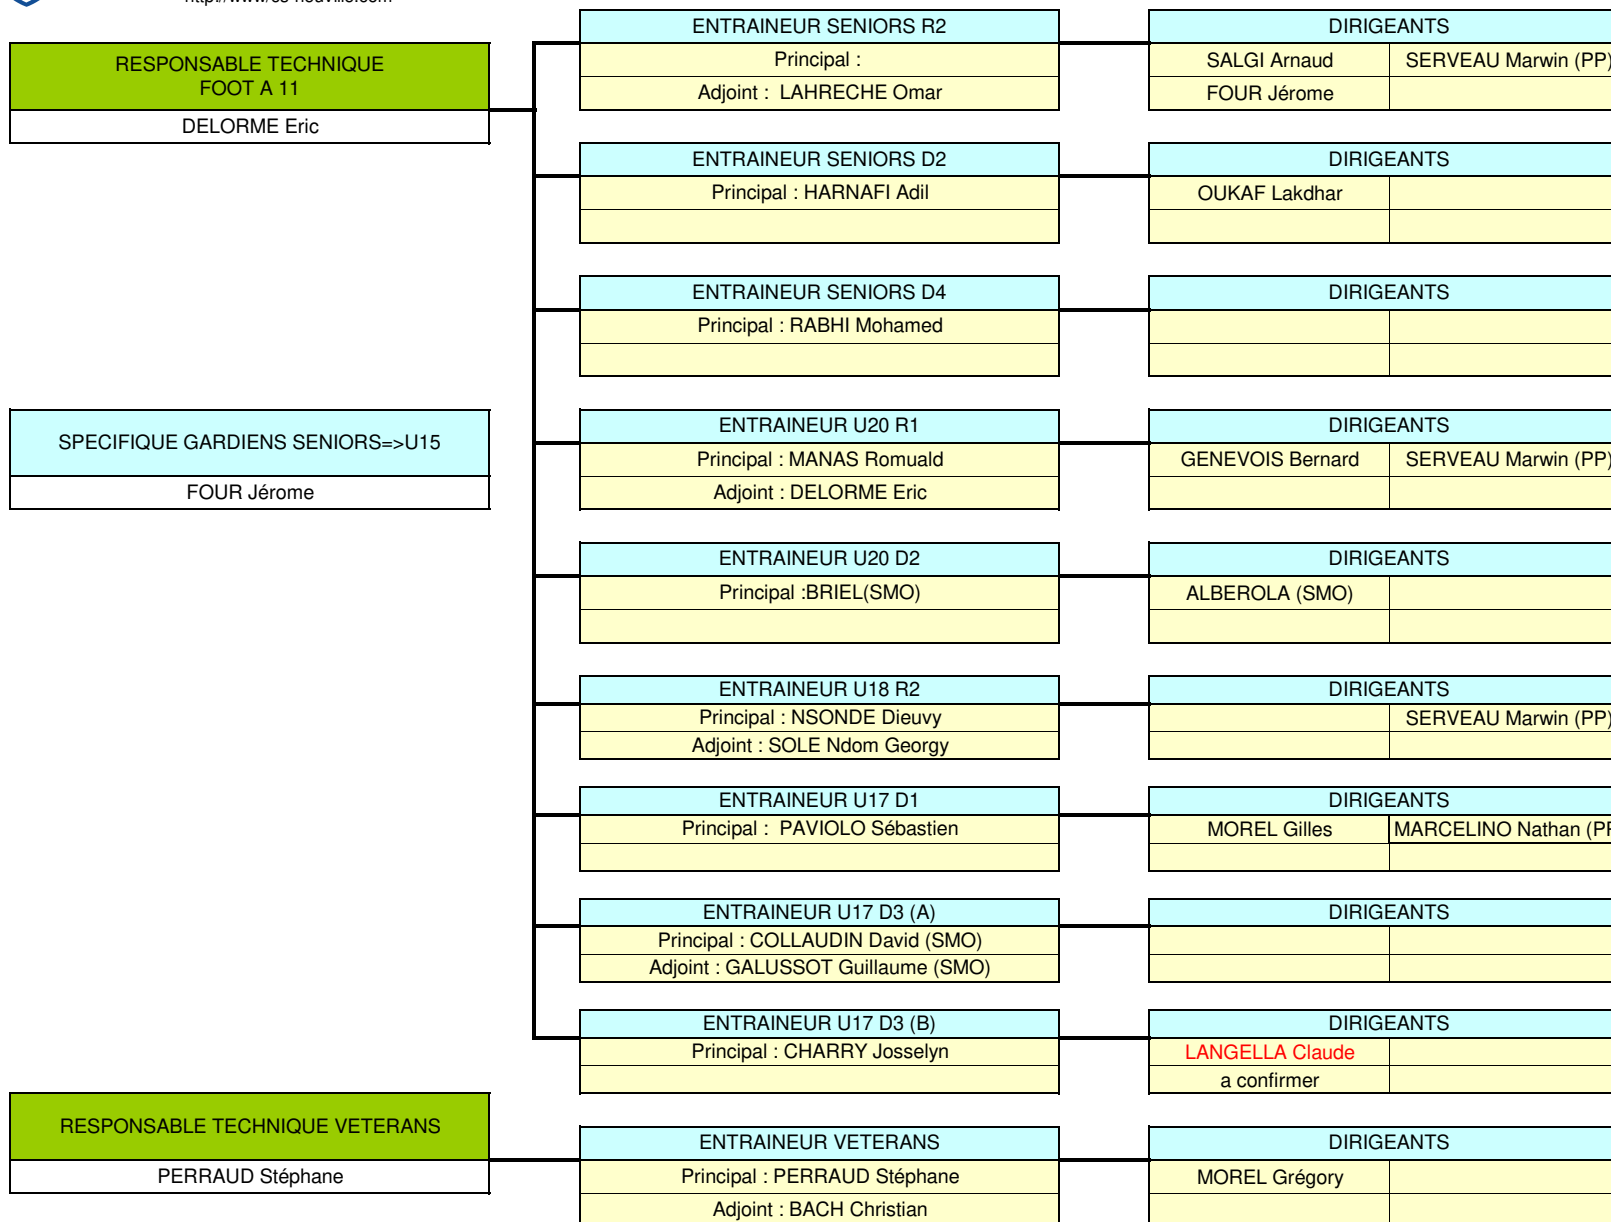 RESPONSABLE TECHNIQUE
FOOT A 11
DELORME Eric
ENTRAINEUR SENIORS R2
Principal :
Adjoint : LAHRECHE Omar
DIRIGEANTS
SALGI Arnaud SERVEAU Marwin (PP)
FOUR Jérome
ENTRAINEUR SENIORS D2
Principal : HARNAFI Adil
DIRIGEANTS
OUKAF Lakdhar
ENTRAINEUR SENIORS D4
Principal : RABHI Mohamed
DIRIGEANTS
SPECIFIQUE GARDIENS SENIORS=>U15
FOUR Jérome
ENTRAINEUR U20 R1
Principal : MANAS Romuald
Adjoint : DELORME Eric
DIRIGEANTS
GENEVOIS Bernard SERVEAU Marwin (PP)
ENTRAINEUR U20 D2
Principal :BRIEL(SMO)
DIRIGEANTS
ALBEROLA (SMO)
ENTRAINEUR U18 R2
Principal : NSONDE Dieuvy
Adjoint : SOLE Ndom Georgy
DIRIGEANTS
SERVEAU Marwin (PP)
ENTRAINEUR U17 D1
Principal : PAVIOLO Sébastien
DIRIGEANTS
MOREL Gilles MARCELINO Nathan (PP
ENTRAINEUR U17 D3 (A)
Principal : COLLAUDIN David (SMO)
Adjoint : GALUSSOT Guillaume (SMO)
DIRIGEANTS
ENTRAINEUR U17 D3 (B)
Principal : CHARRY Josselyn
DIRIGEANTS
LANGELLA Claude
a confirmer
RESPONSABLE TECHNIQUE VETERANS
PERRAUD Stéphane
ENTRAINEUR VETERANS
Principal : PERRAUD Stéphane
Adjoint : BACH Christian
DIRIGEANTS
MOREL Grégory